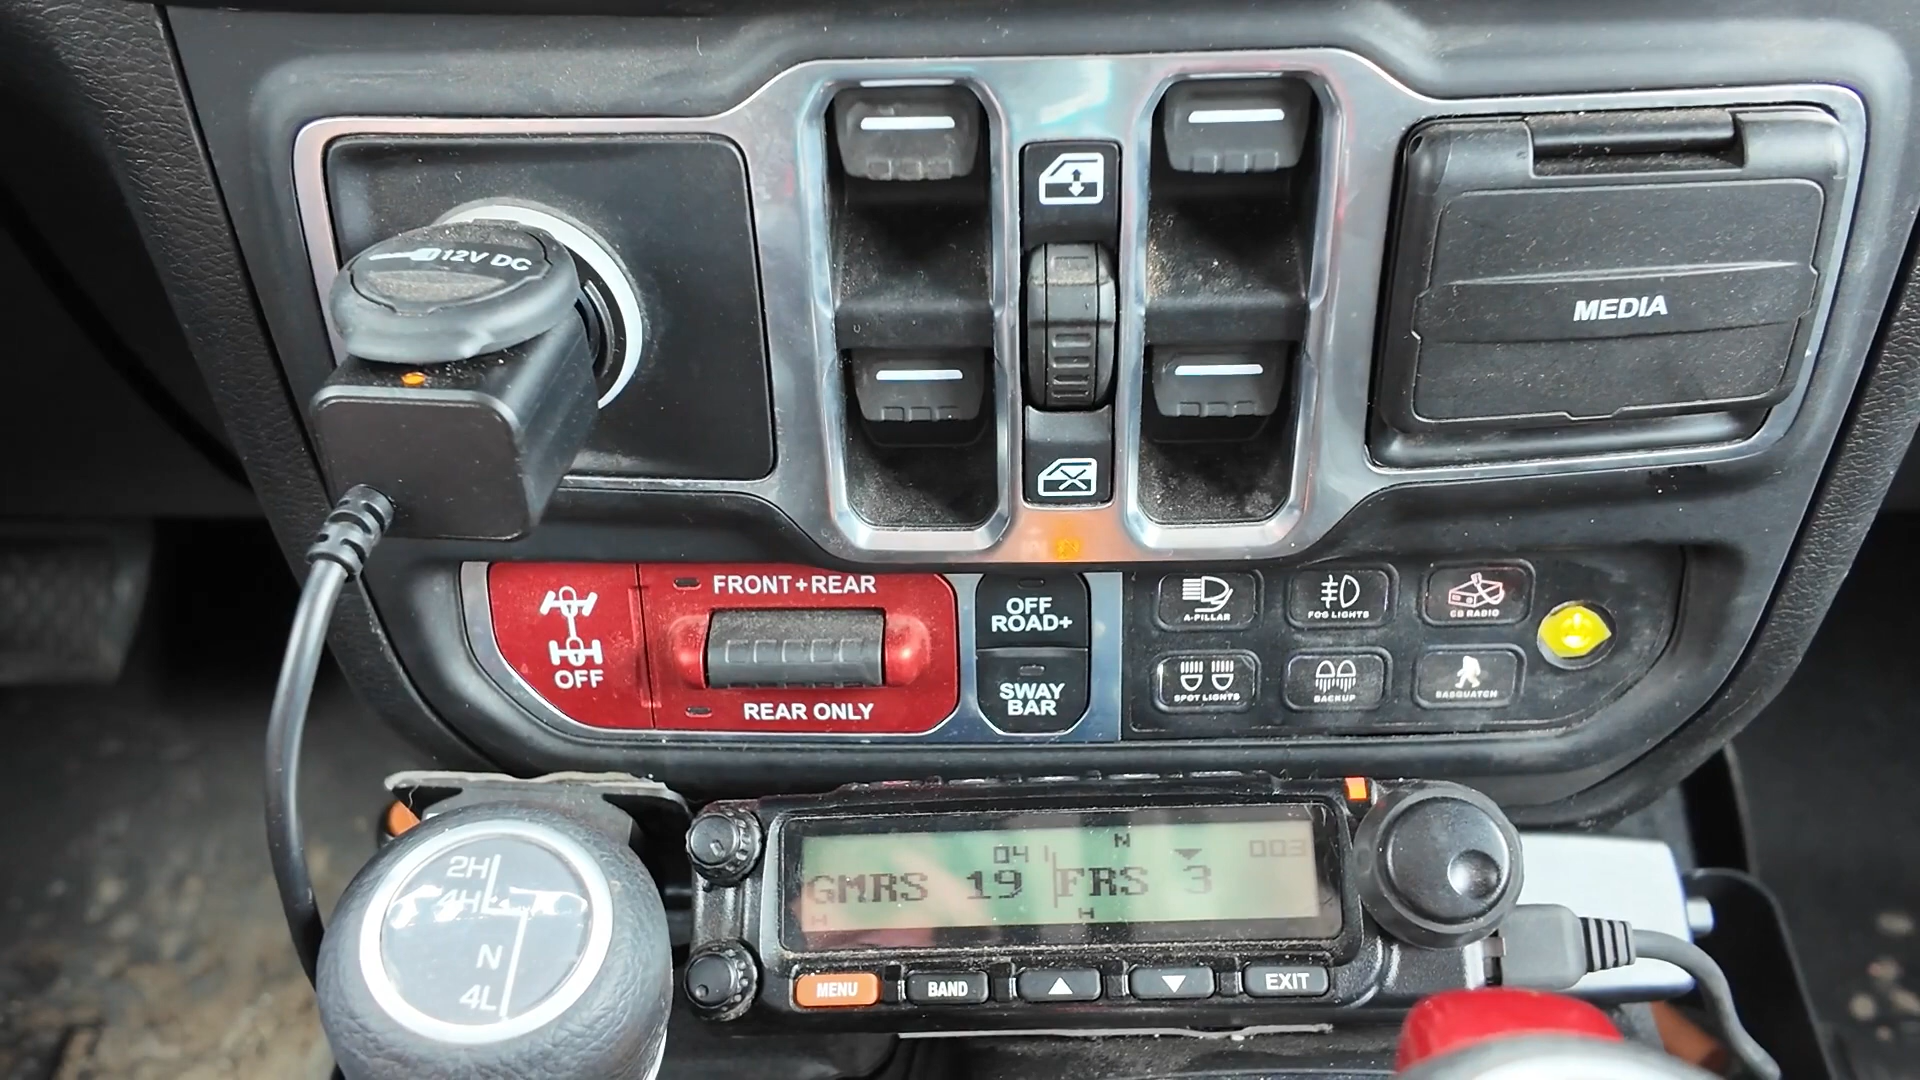 12V DC
MEDIA
FRONT+REAR
OFF
REAR ONLY
OFF
ROAD+
SWAY
BAR
A-PILLAR
FOG LIGHTS
CB RADIO
SPOT LIGHTS
BACKUP
SASQUATCH
2H
4H
N
4L
04 N 003
GMRS 19 FRS 3
H H
MENU
BAND
EXIT